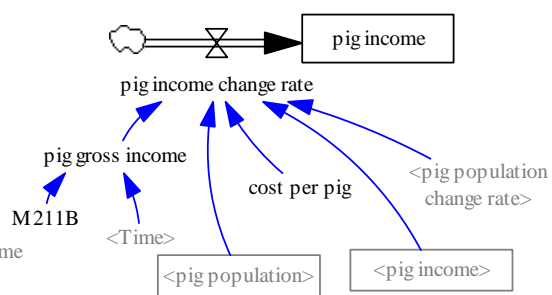 pig income
pig income change rate
pig gross income
<pig population
change rate>
cost per pig
M211B
<Time>
me
<pig population>
<pig income>